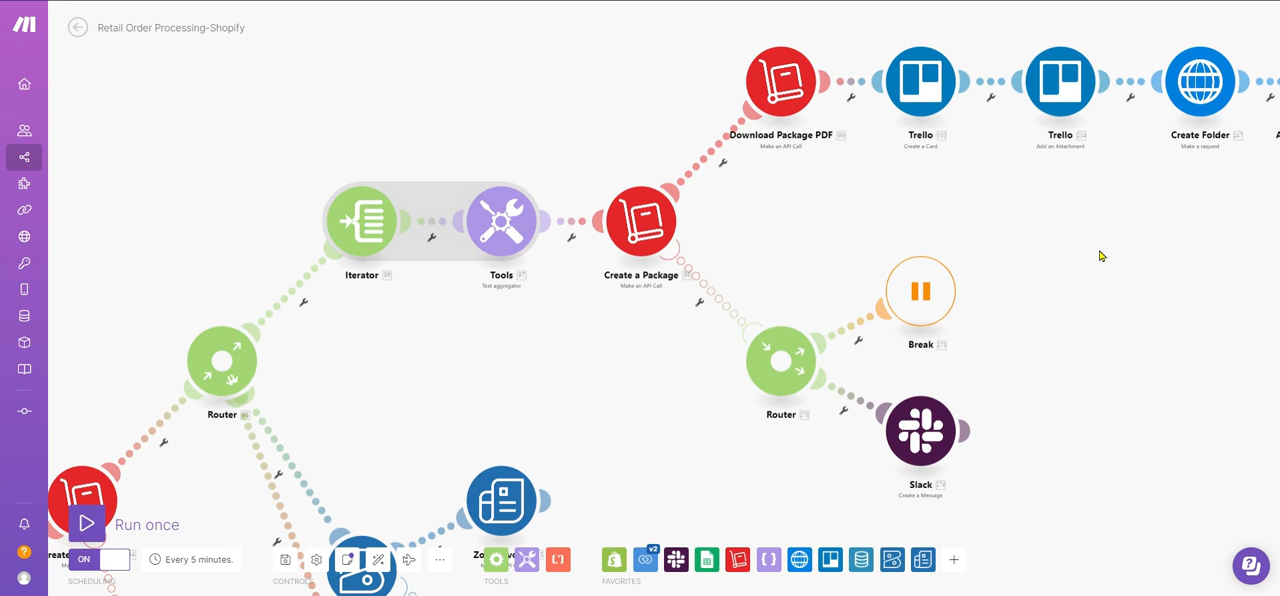 Retail Order Processing-Shopify
Download Package PDF
Make an API Call
Trello
Create a Card
Trello
Add an Attachment
Create Folder
Make a request
Iterator
Tools
Text aggregator
Create a Package
Make an API Call
Break
Router
Router
Slack
Create a Message
Run once
ON
Every 5 minutes.
v2
SCHEDULING
CONTROLS
TOOLS
FAVORITES